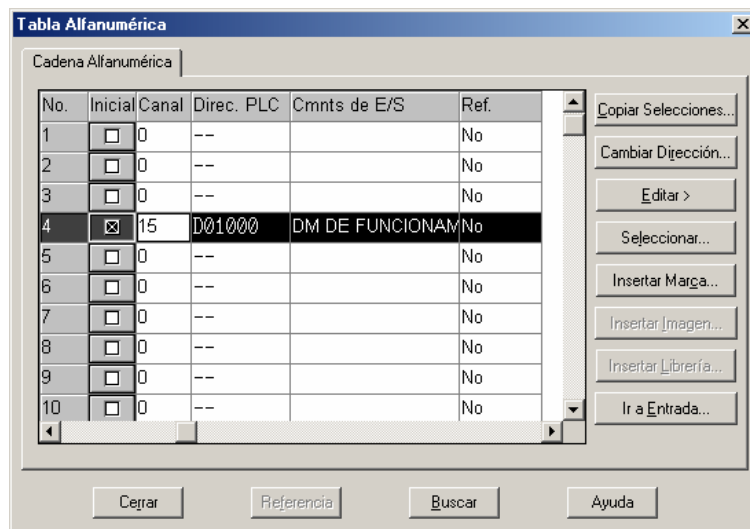 Tabla Alfanumérica
Cadena Alfanumérica
No. Inicial Canal Direc. PLC Cmnts de E/S Ref.
1 0 -- No
2 0 -- No
3 0 -- No
4 15 D01000 DM DE FUNCIONAM No
5 0 -- No
6 0 -- No
7 0 -- No
8 0 -- No
9 0 -- No
10 0 -- No
Copiar Selecciones...
Cambiar Dirección...
Editar >
Seleccionar...
Insertar Marca...
Insertar Imagen...
Insertar Librería...
Ir a Entrada...
Cerrar Referencia Buscar Ayuda